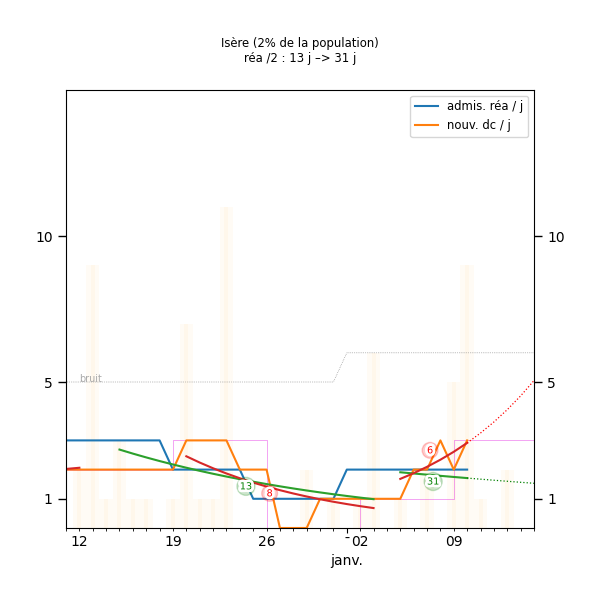 Isère (2% de la population)
réa /2 : 13 j –> 31 j
admis. réa / j
nouv. dc / j
10
10
bruit
5
5
6
31
13
8
1
1
12
19
26
02
09
janv.